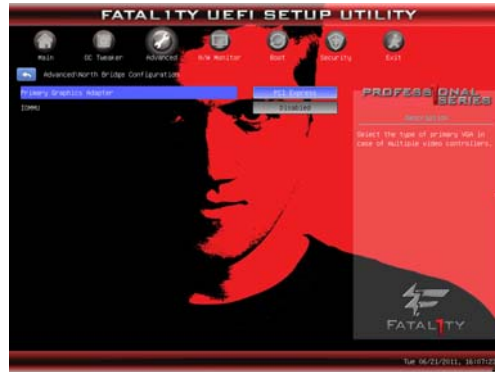 FATAL1TY UEFI SETUP UTILITY
Main
OC Tweaker
Advanced
H/W Monitor
Boot
Security
Exit
Advanced\North Bridge Configuration
Primary Graphics Adapter
PCI Express
IOMMU
Disabled
PROFESSIONAL
SERIES
Description
Select the type of primary VGA in
case of multiple video controllers.
FATAL1TY
Tue 06/21/2011, 16:07:2